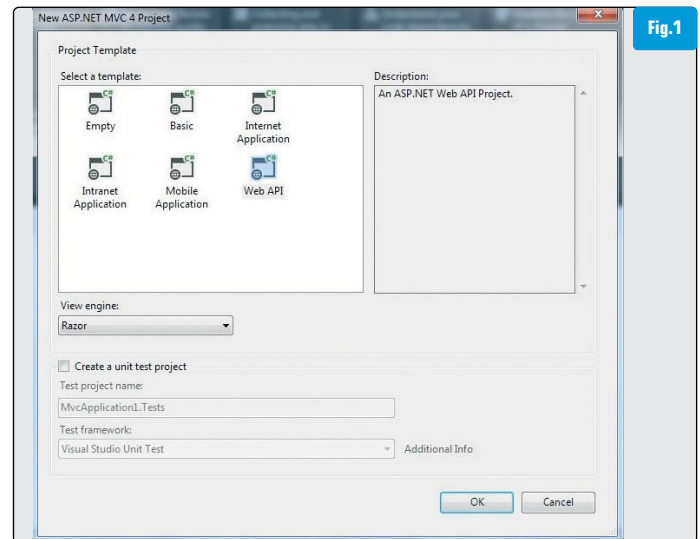 New ASP.NET MVC 4 Project
Fig.1
Project Template
Select a template:
Description:
An ASP.NET Web API Project.
C#
C#
C#
Empty
Basic
Internet
Application
C#
C#
C#
Intranet
Application
Mobile
Application
Web API
View engine:
Razor
Create a unit test project
Test project name:
MvcApplication1.Tests
Test framework:
Visual Studio Unit Test
Additional Info
OK
Cancel